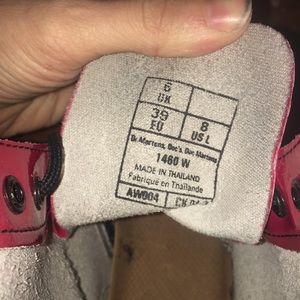 6
UK
39
EU
8
US L
Dr. Martens, Doc's, Doc Martens
1460 W
MADE IN THAILAND
Fabriqué en Thaïlande
AW004